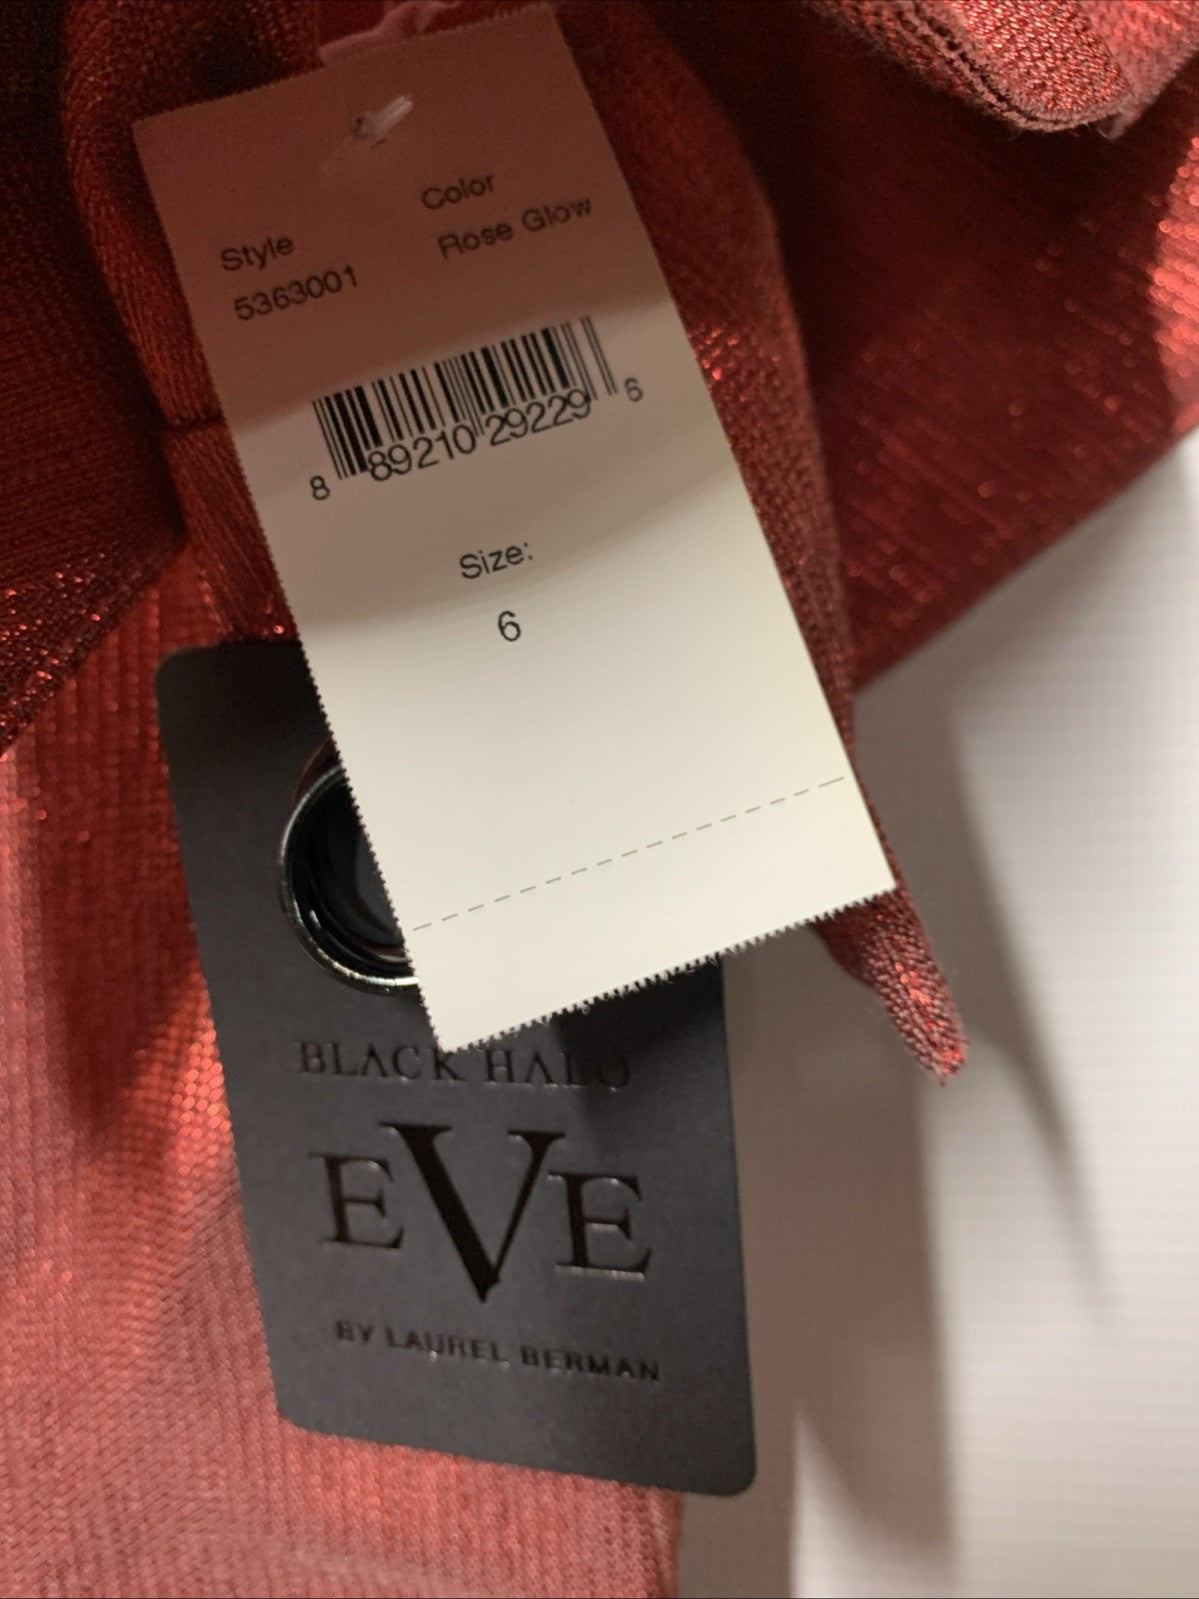 Color
Rose Glow
Style
5363001
8 89210 29229 6
Size:
6
BLACK HALO
EVE
BY LAUREL BERMAN